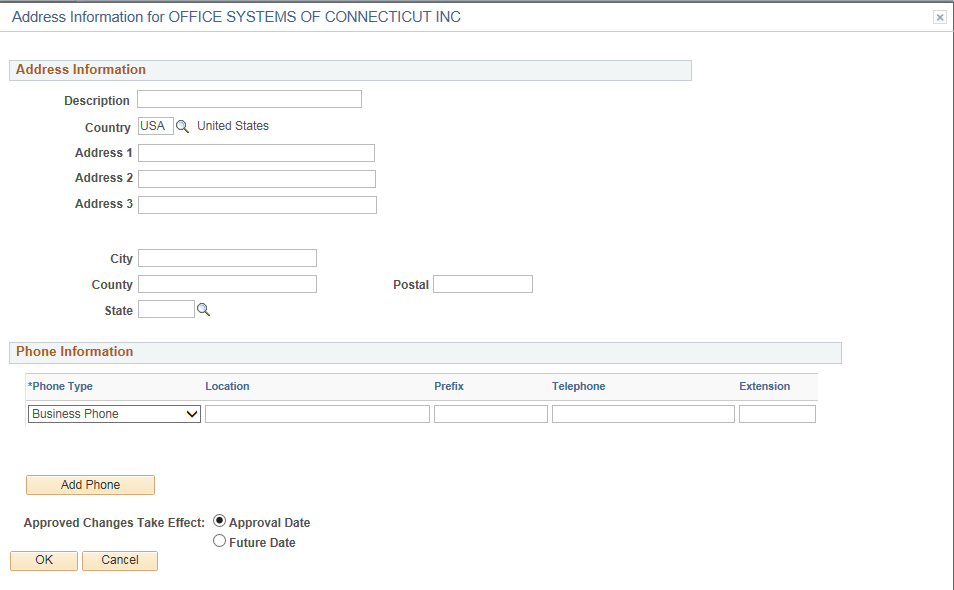 Address Information for OFFICE SYSTEMS OF CONNECTICUT INC
Address Information
Description
Country USA United States
Address 1
Address 2
Address 3
City
County Postal
State
Phone Information
*Phone Type Location Prefix Telephone Extension
Business Phone
Add Phone
Approved Changes Take Effect: Approval Date
Future Date
OK Cancel